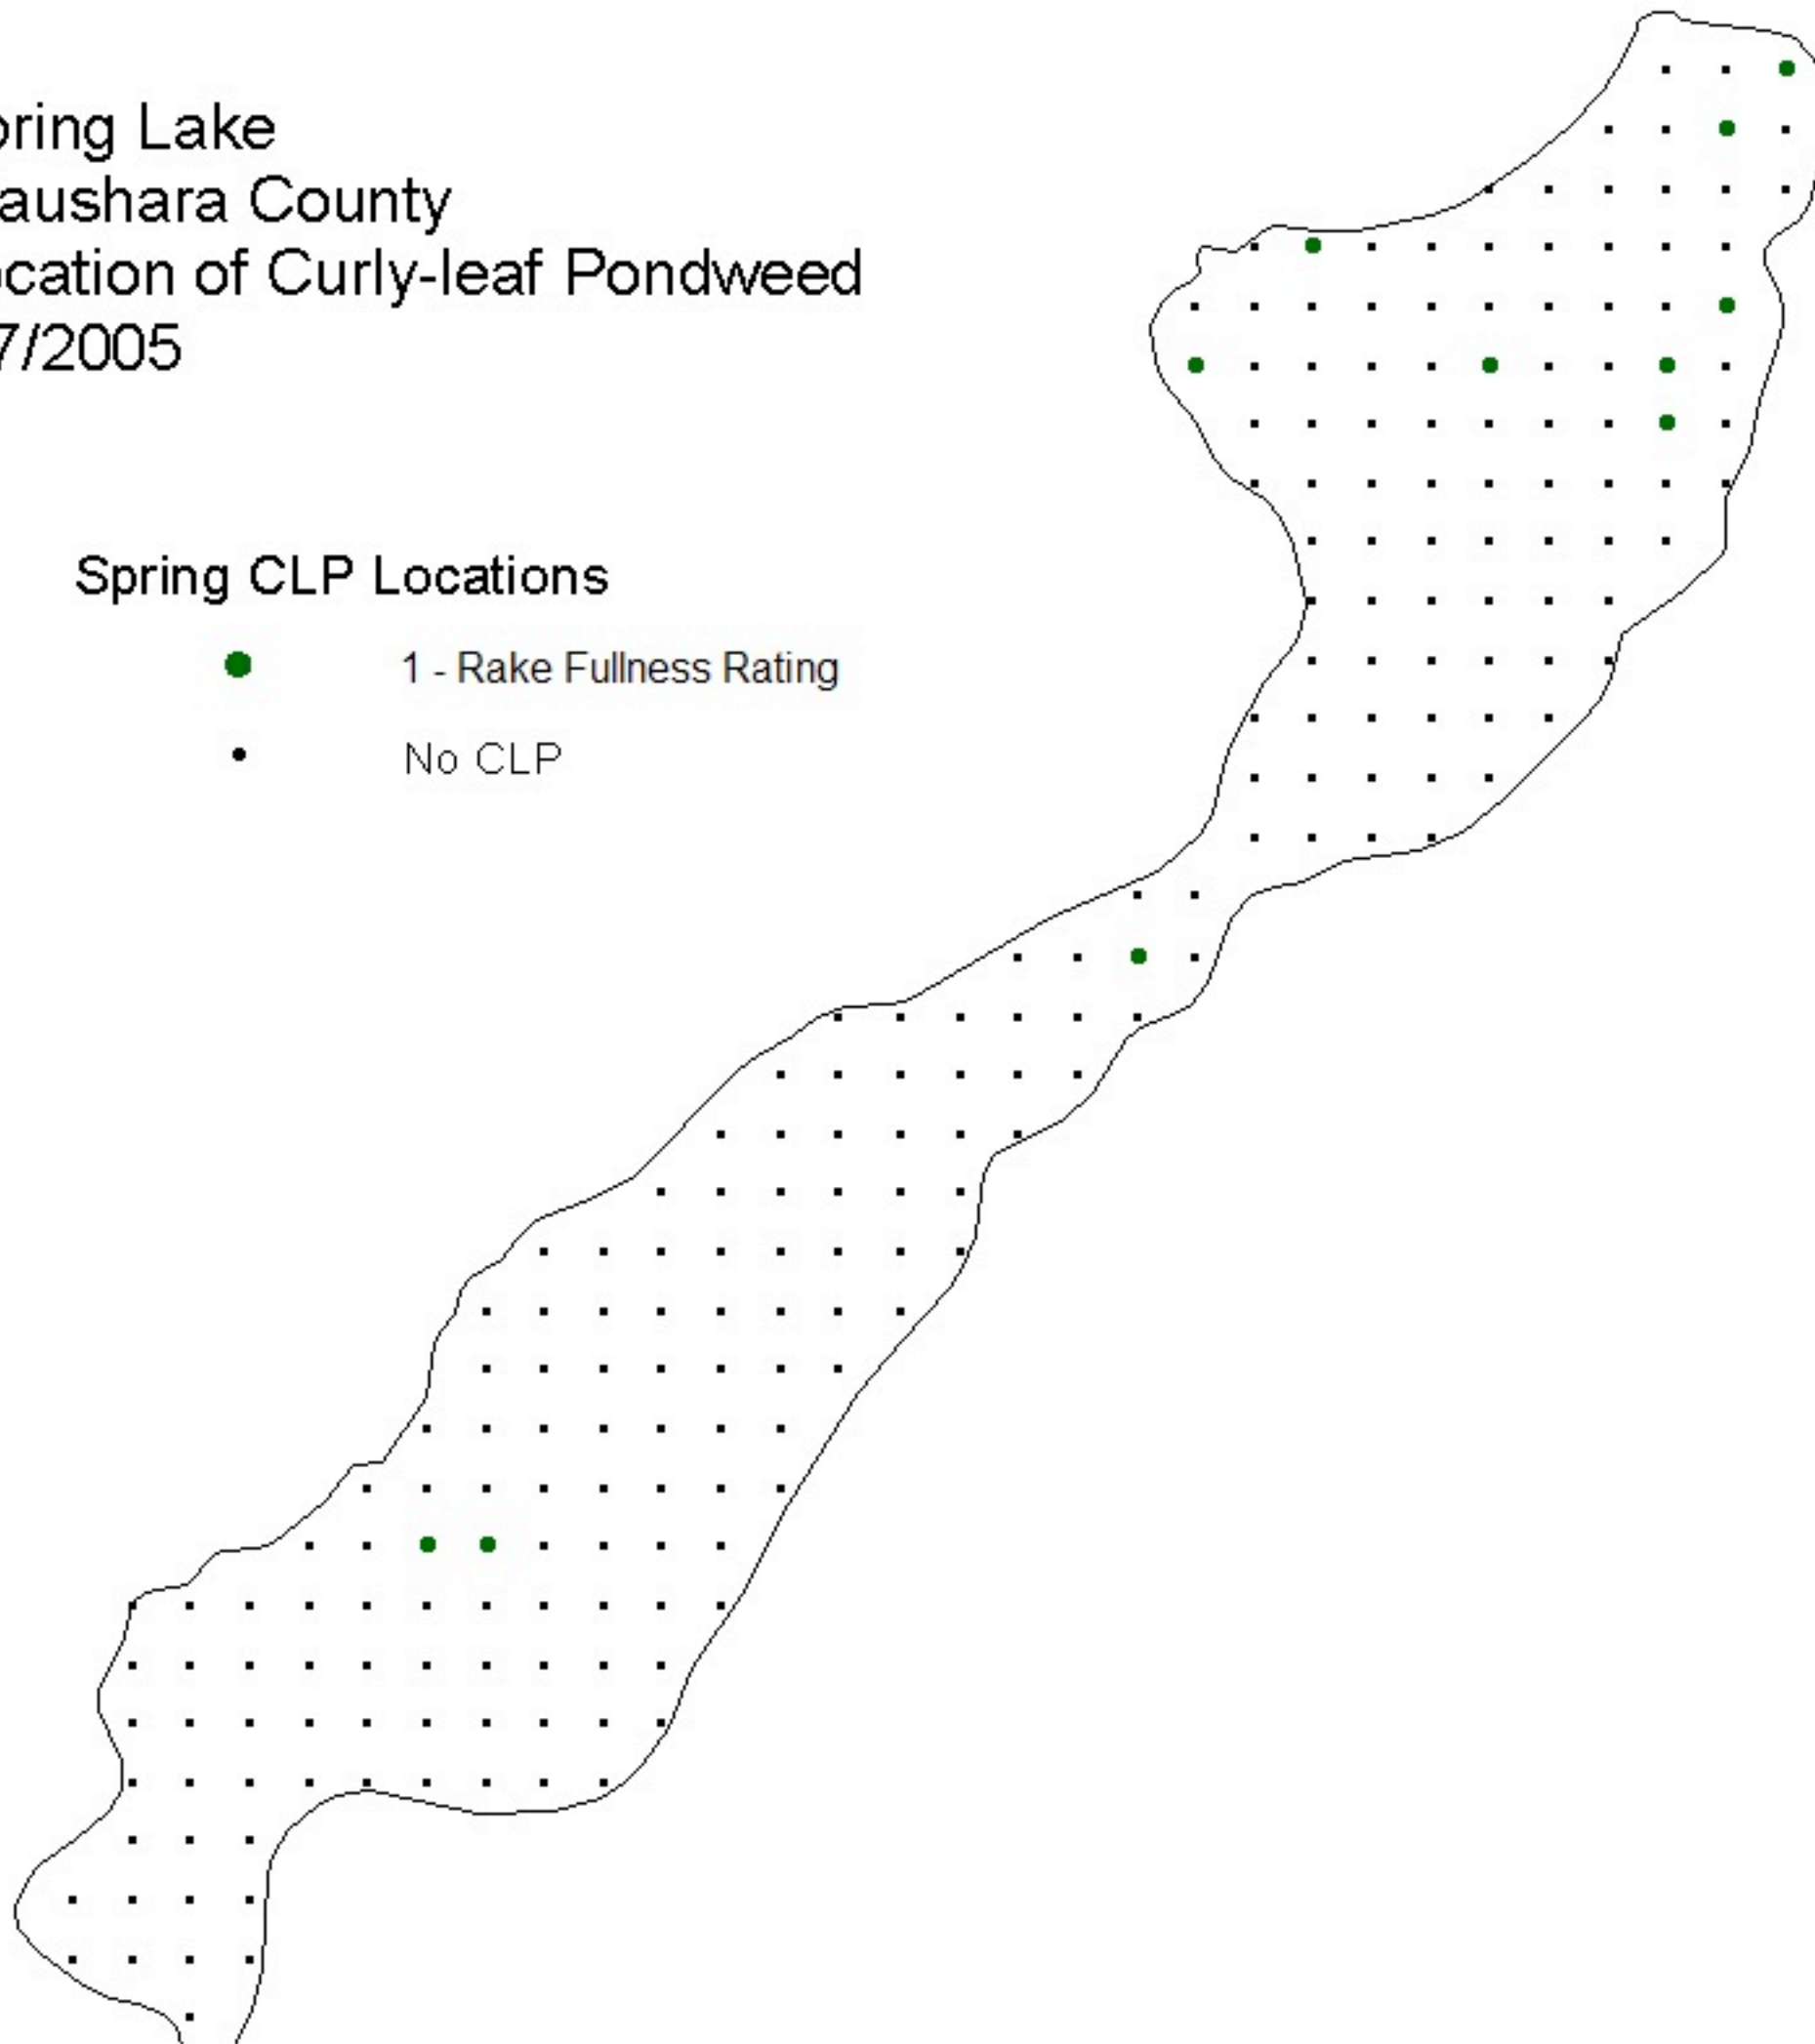 pring Lake
aushara County
cation of Curly-leaf Pondweed
7/2005
Spring CLP Locations
1 - Rake Fullness Rating
No CLP